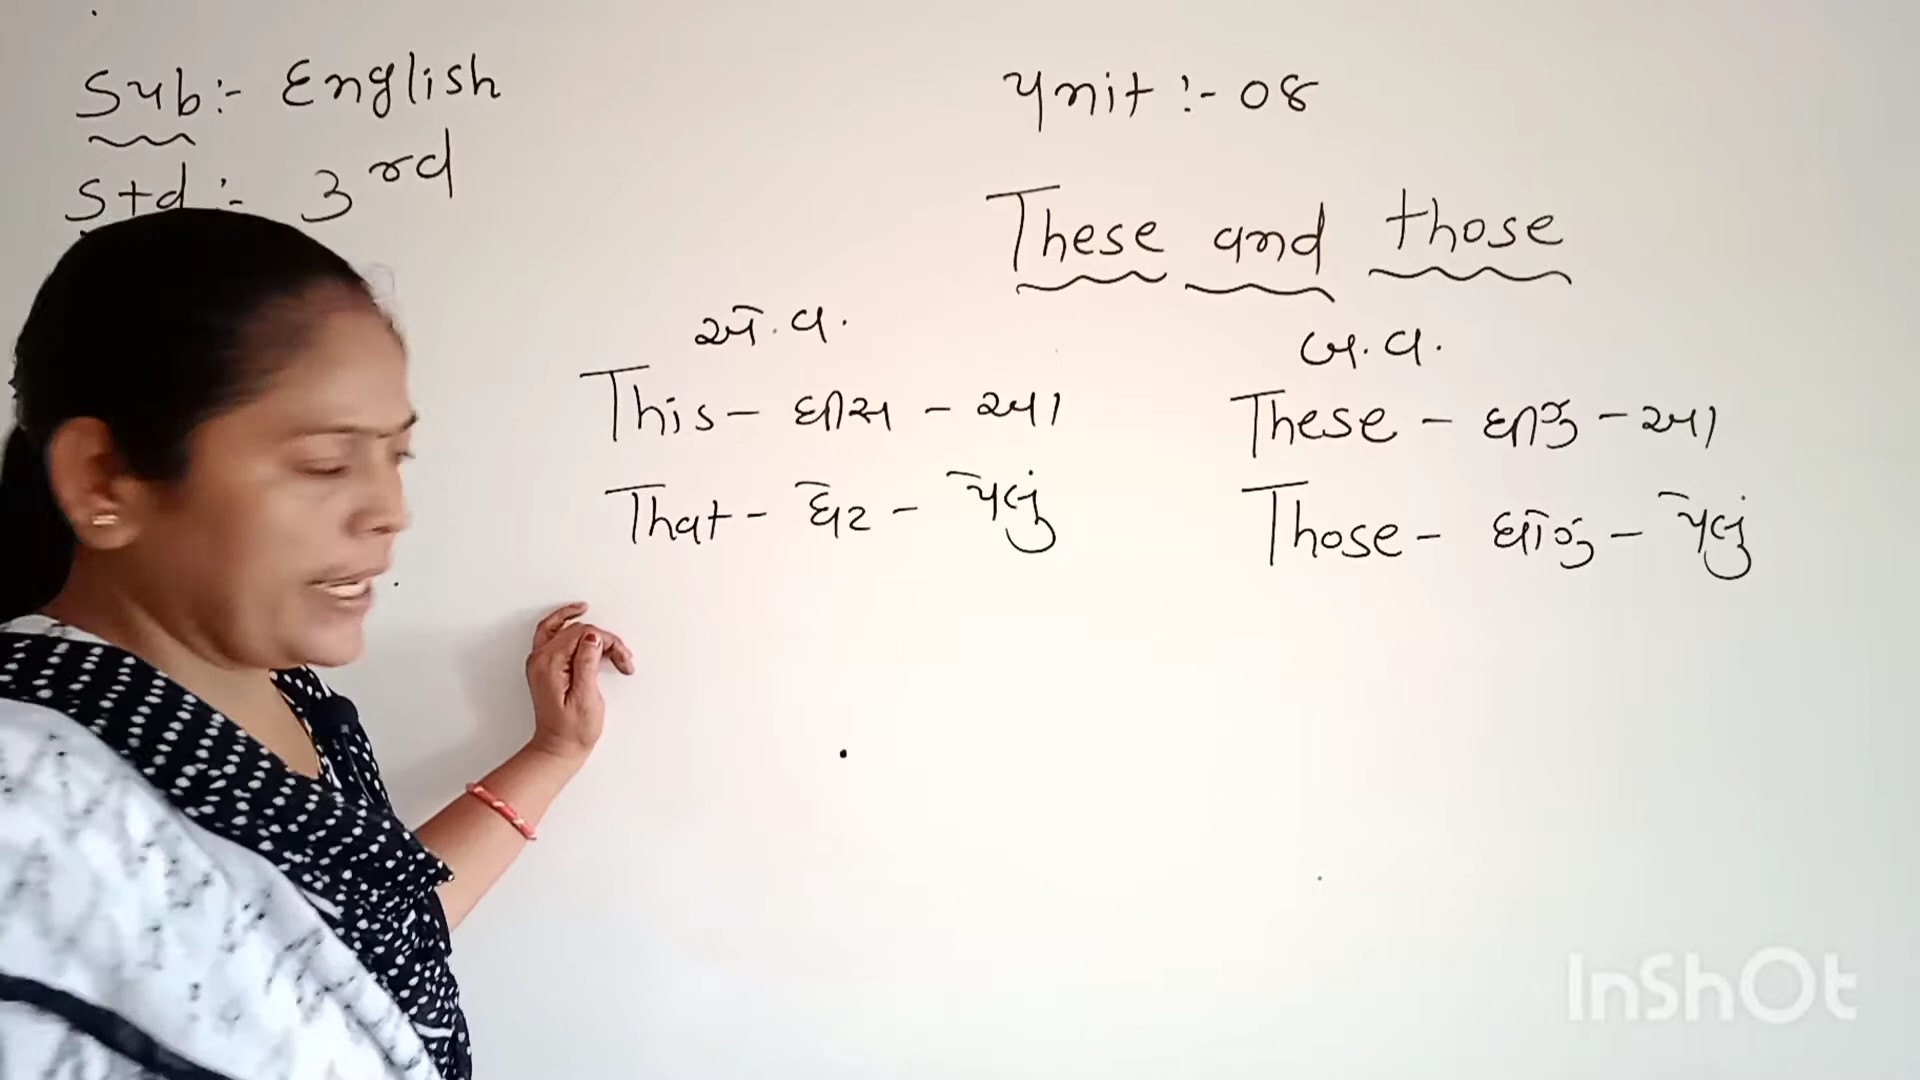 Sub:- English
Unit :- 08
Std :- 3rd
These and those
એ.વ.
બ.વ.
This - ધીસ - આ
These - ધીઝ - આ
That - ધેટ - પેલું
Those - ધોઝ - પેલું
InShOt